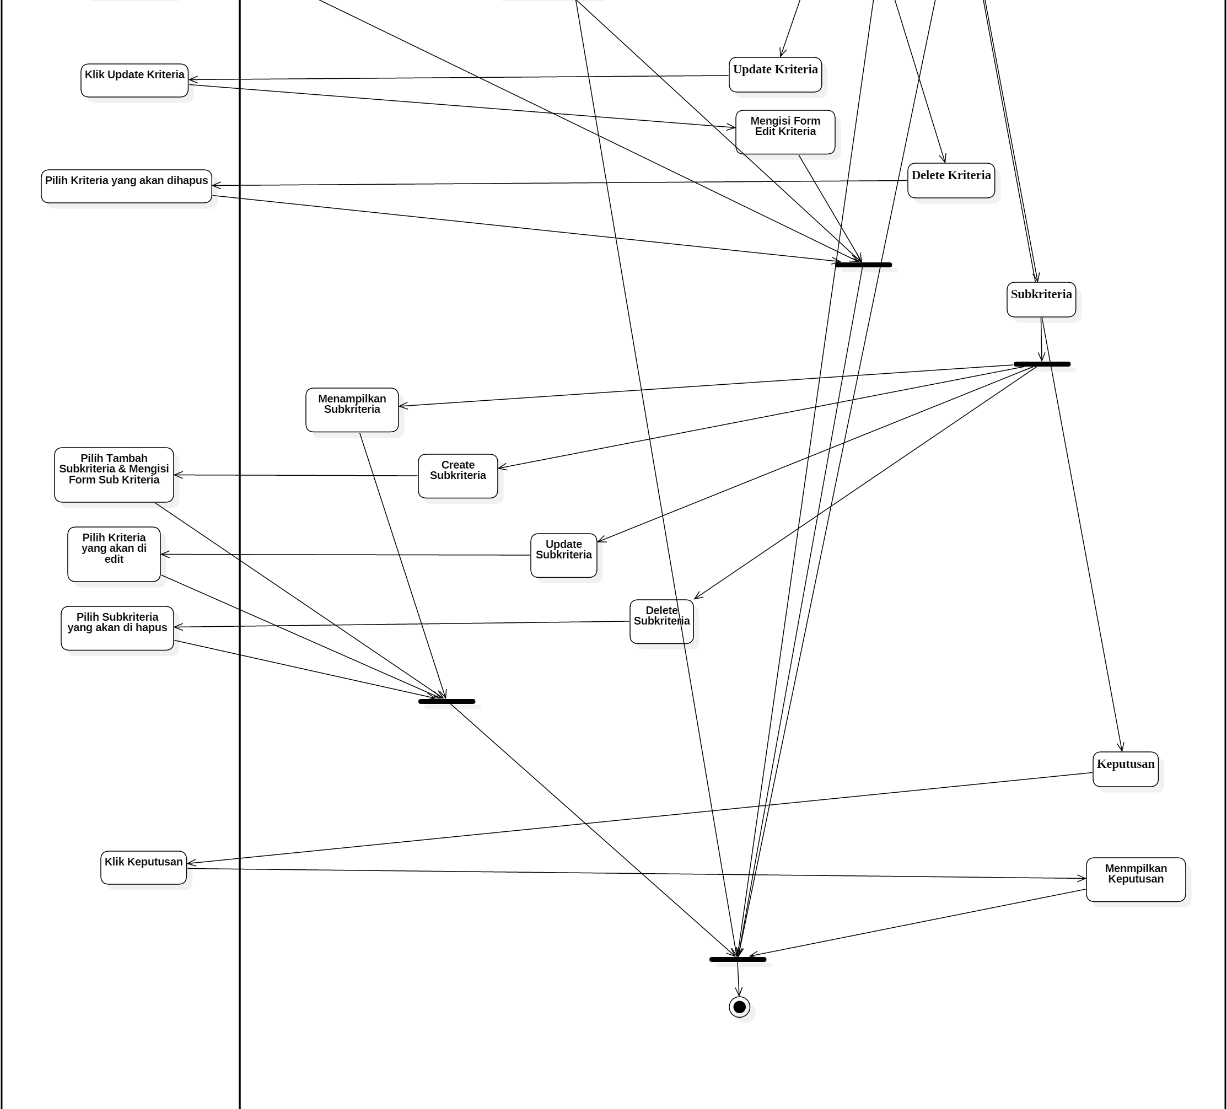 Klik Update Kriteria
Update Kriteria
Mengisi Form
Edit Kriteria
Pilih Kriteria yang akan dihapus
Delete Kriteria
Subkriteria
Menampilkan
Subkriteria
Pilih Tambah
Subkriteria & Mengisi
Form Sub Kriteria
Create
Subkriteria
Pilih Kriteria
yang akan di
edit
Update
Subkriteria
Pilih Subkriteria
yang akan di hapus
Delete
Subkriteria
Keputusan
Klik Keputusan
Menmpilkan
Keputusan